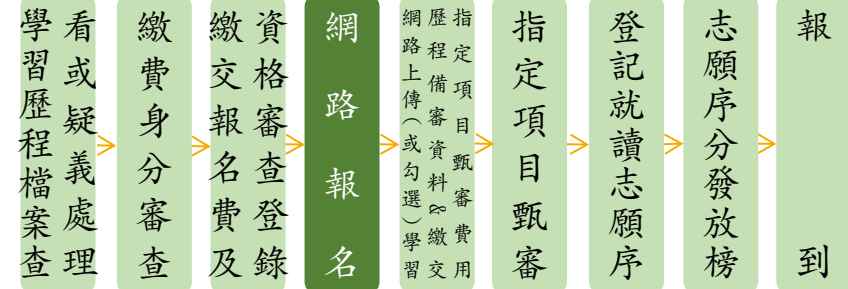 學習歷程檔案查
看或疑義處理
繳費身分審查
繳交報名費及
資格審查登錄
網路報名
網路上傳（或勾選）學習
歷程備審資料&繳交
指定項目甄審費用
指定項目甄審
登記就讀志願序
志願序分發放榜
報到